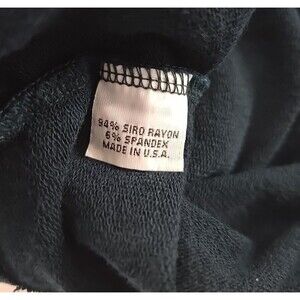 94% SIRO RAYON
6% SPANDEX
MADE IN U.S.A.